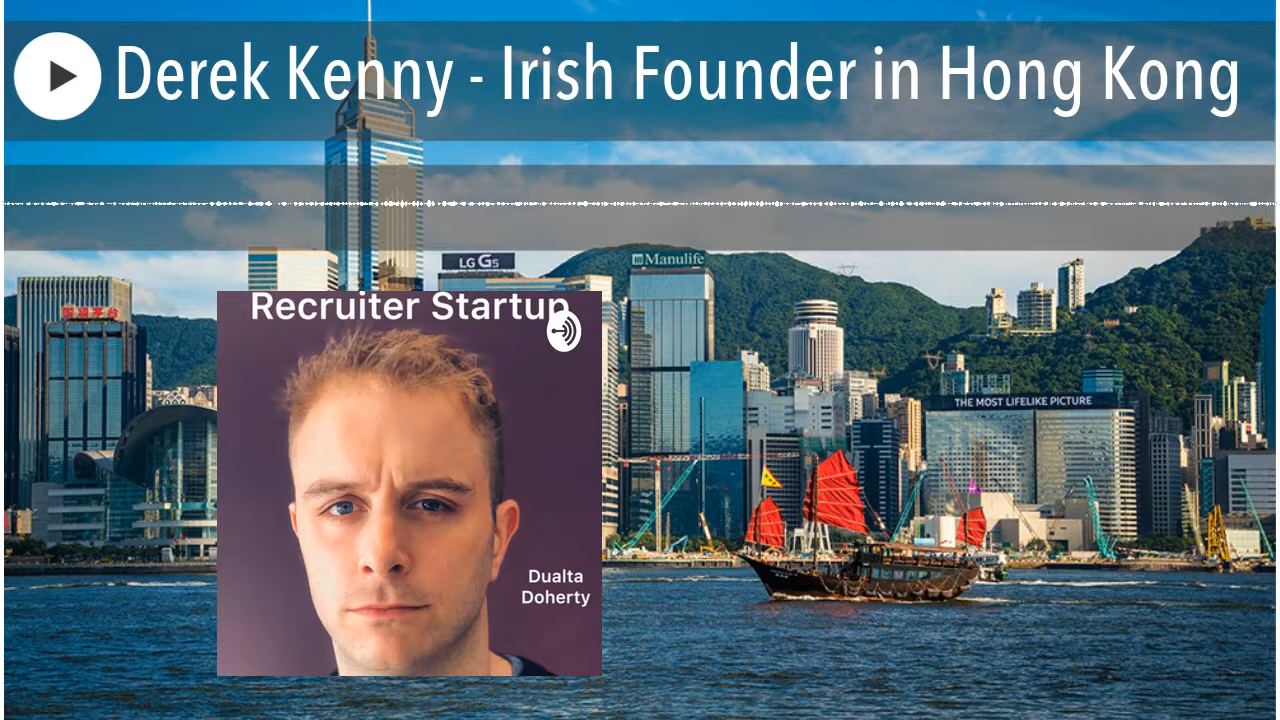 Derek Kenny - Irish Founder in Hong Kong
LG G5
Manulife
THE MOST LIFELIKE PICTURE
Recruiter Startup
Dualta
Doherty